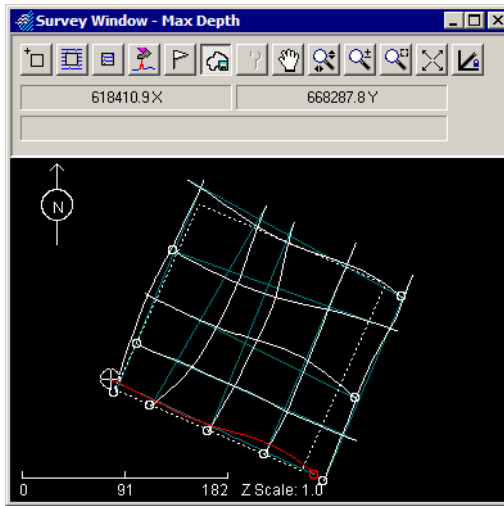 Survey Window - Max Depth
618410.9 X
668287.8 Y
N
0 91 182 Z Scale: 1.0